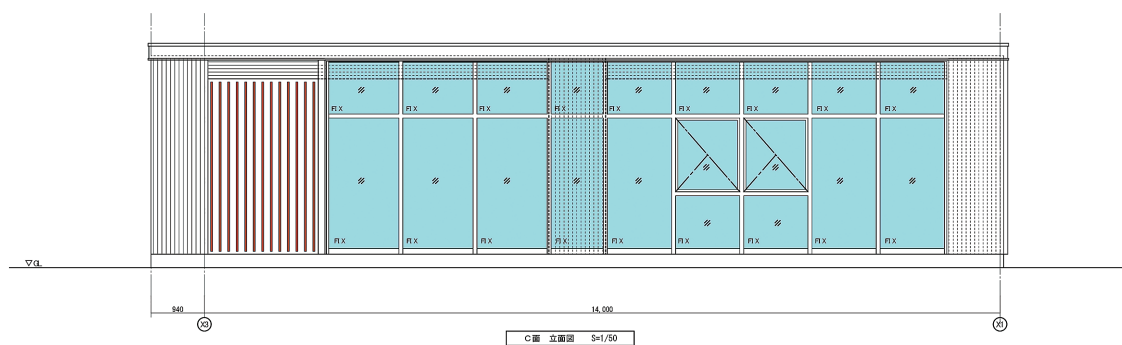 FIX FIX FIX FIX FIX FIX FIX FIX FIX
FIX FIX FIX FIX FIX FIX FIX FIX FIX
▽GL
940 14,000
X3 X1
C面 立面図 S=1/50